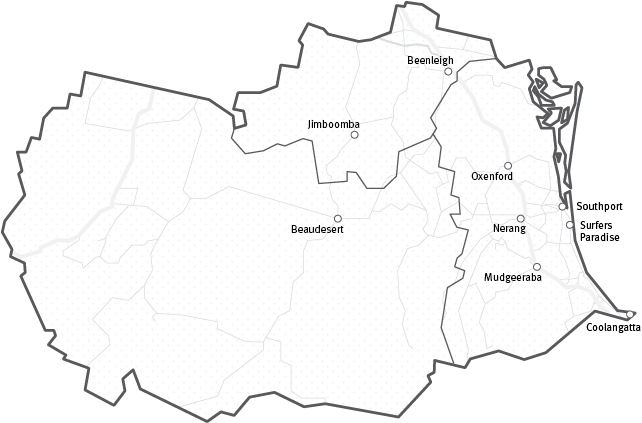 Beenleigh
Jimboomba
Oxenford
Southport
Beaudesert
Nerang
Surfers
Paradise
Mudgeeraba
Coolangatta